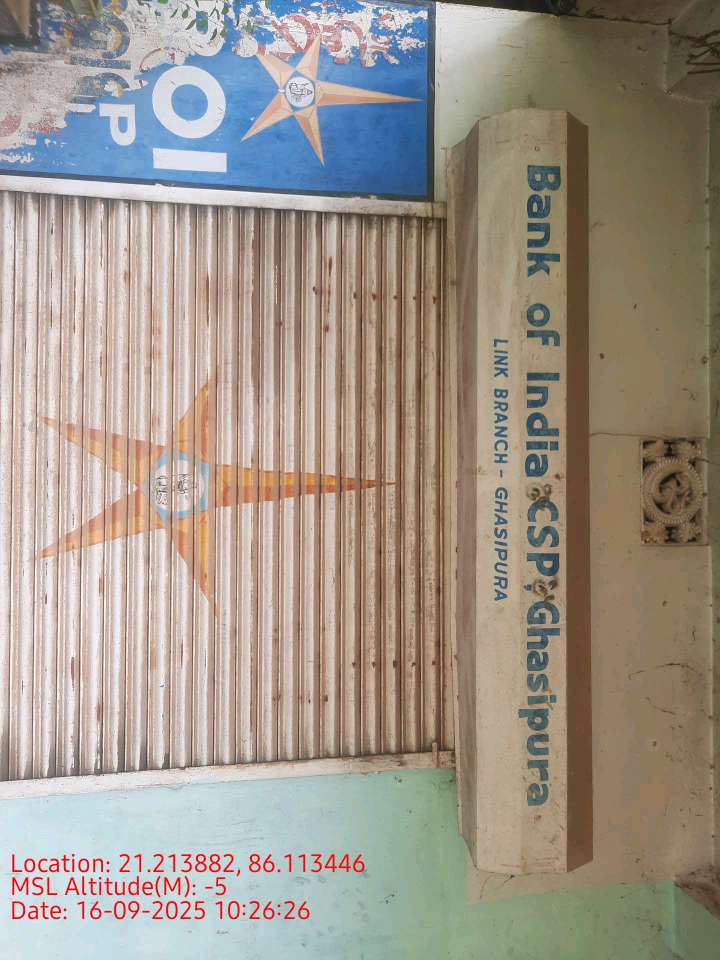 Bank of India CSP, Ghasipura
LINK BRANCH - GHASIPURA
BOI
Location: 21.213882, 86.113446
MSL Altitude(M): -5
Date: 16-09-2025 10:26:26